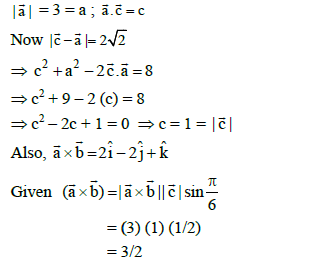 |a⃗| = 3 = a ; a⃗.c⃗ = c
Now |c⃗ – a⃗| = 2√2
⇒ c² + a² – 2c⃗.a⃗ = 8
⇒ c² + 9 – 2 (c) = 8
⇒ c² – 2c + 1 = 0 ⇒ c = 1 = |c⃗|
Also, a⃗ × b⃗ = 2î – 2ĵ + k̂
Given (a⃗ × b⃗) = |a⃗ × b⃗ || c⃗ | sin π/6
= (3) (1) (1/2)
= 3/2